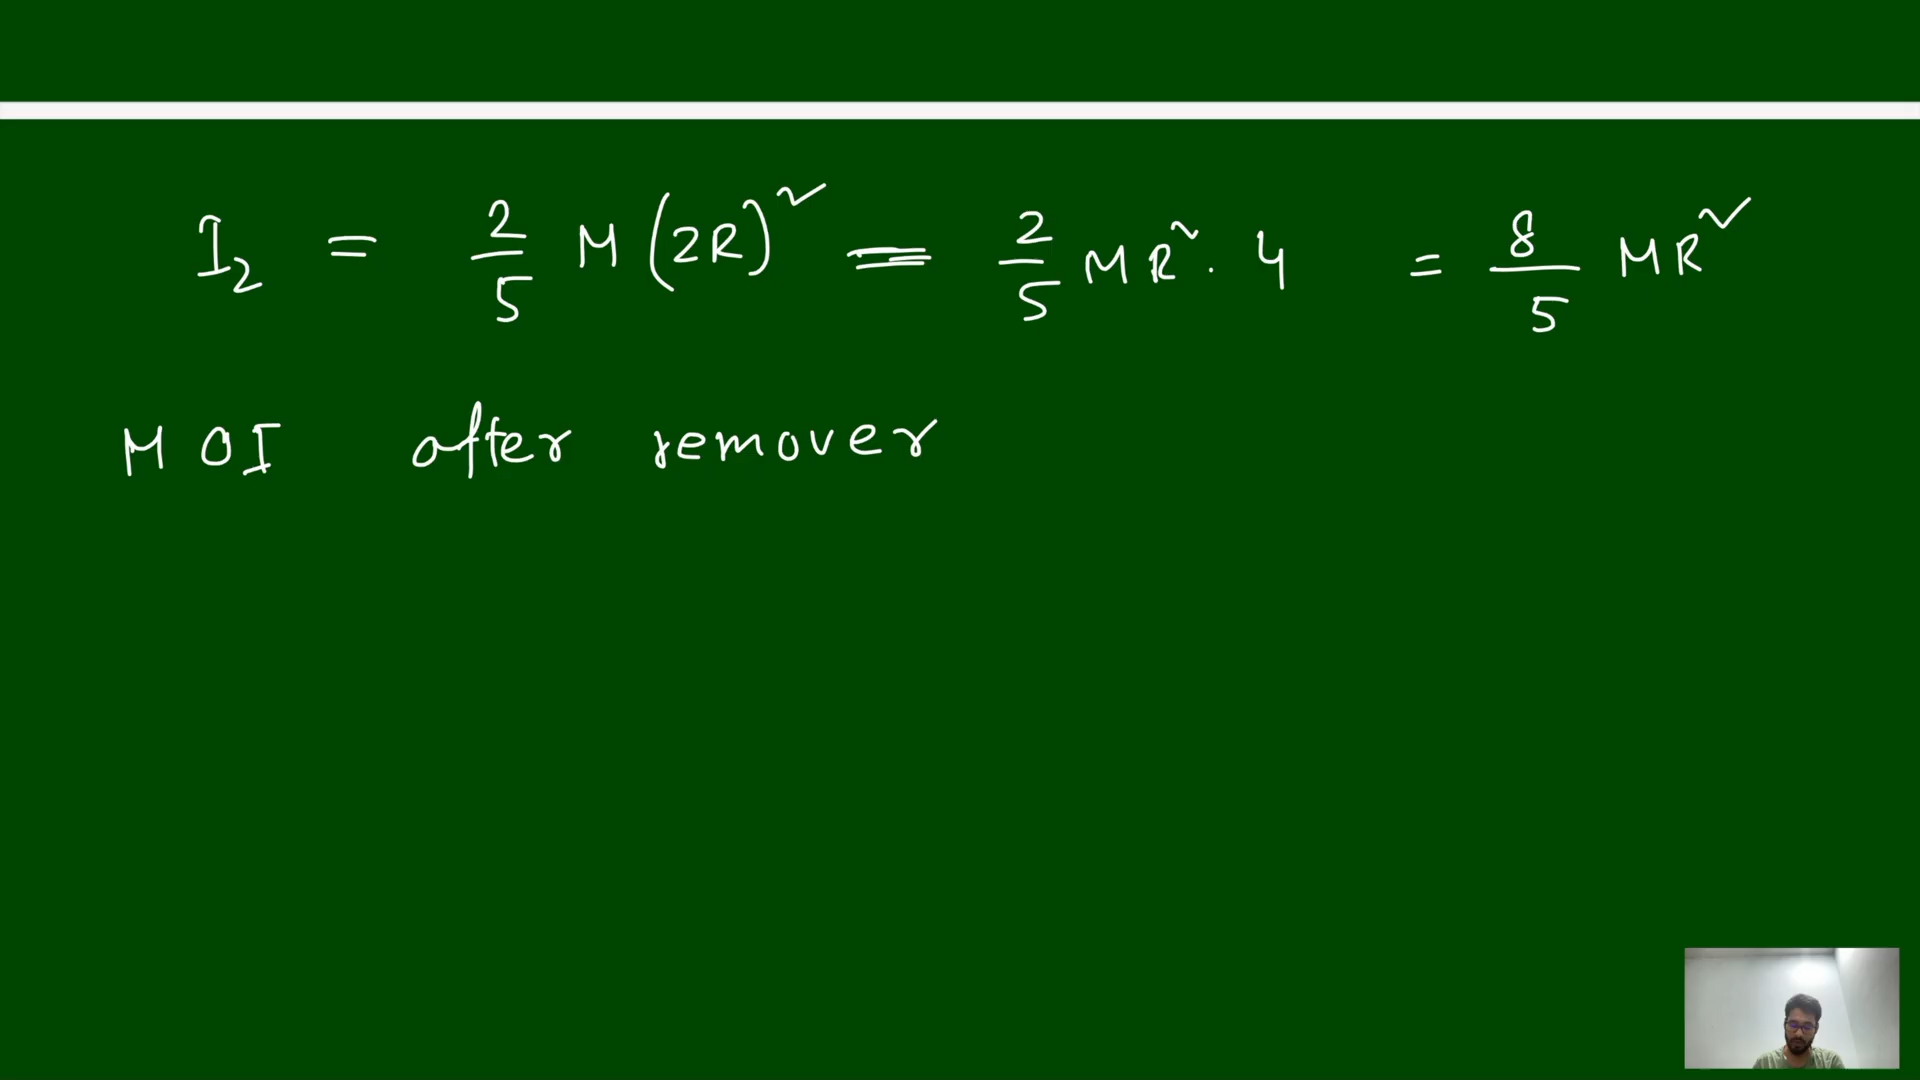 I₂ = 2/5 M(2R)² = 2/5 MR² . 4 = 8/5 MR²
MOI after remover